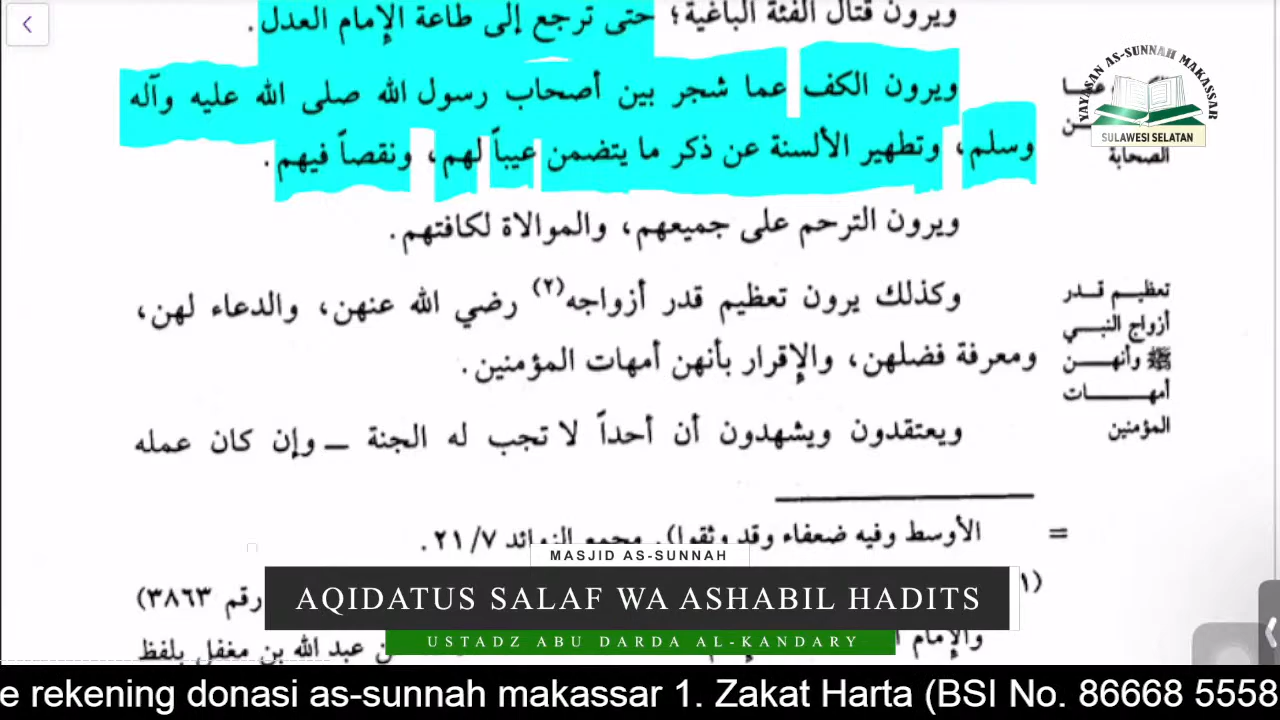 ويرون قتال الفئة الباغية؛ حتى ترجع إلى طاعة الإمام العدل.
ويرون الكف عما شجر بين أصحاب رسول الله صلى الله عليه وآله
وسلم، وتطهير الألسنة عن ذكر ما يتضمن عيباً لهم، ونقصاً فيهم.
الصحابة
ويرون الترحم على جميعهم، والموالاة لكافتهم.
وكذلك يرون تعظيم قدر أزواجه(٢) رضي الله عنهن، والدعاء لهن،
ومعرفة فضلهن، والإقرار بأنهن أمهات المؤمنين.
تعظيم قدر
أزواج النبي
ﷺ وأنهن
أمهات
المؤمنين
ويعتقدون ويشهدون أن أحداً لا تجب له الجنة ــ وإن كان عمله
= الأوسط وفيه ضعفاء وقد وثقوا). مجمع الزوائد ٢١/٧.
رقم ٣٨٦٣)
عبد الله بن مغفل بلفظ
YAYASAN AS-SUNNAH MAKASSAR
SULAWESI SELATAN
MASJID AS-SUNNAH
AQIDATUS SALAF WA ASHABIL HADITS
USTADZ ABU DARDA AL-KANDARY
e rekening donasi as-sunnah makassar 1. Zakat Harta (BSI No. 86668 5558